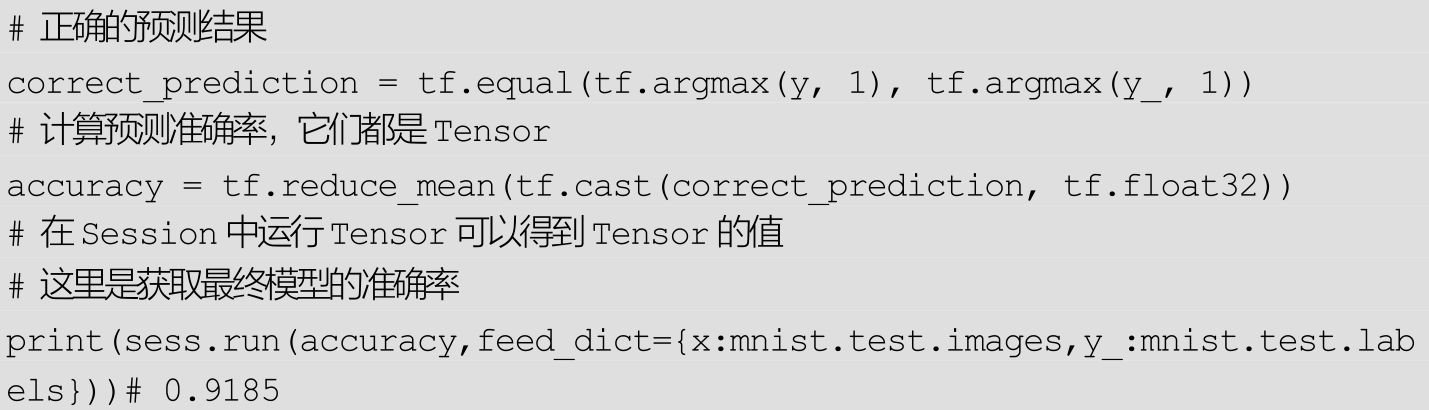 # 正确的预测结果
correct_prediction = tf.equal(tf.argmax(y, 1), tf.argmax(y_, 1))
# 计算预测准确率，它们都是 Tensor
accuracy = tf.reduce_mean(tf.cast(correct_prediction, tf.float32))
# 在 Session 中运行 Tensor 可以得到 Tensor 的值
# 这里是获取最终模型的准确率
print(sess.run(accuracy,feed_dict={x:mnist.test.images,y_:mnist.test.lab
els}))# 0.9185